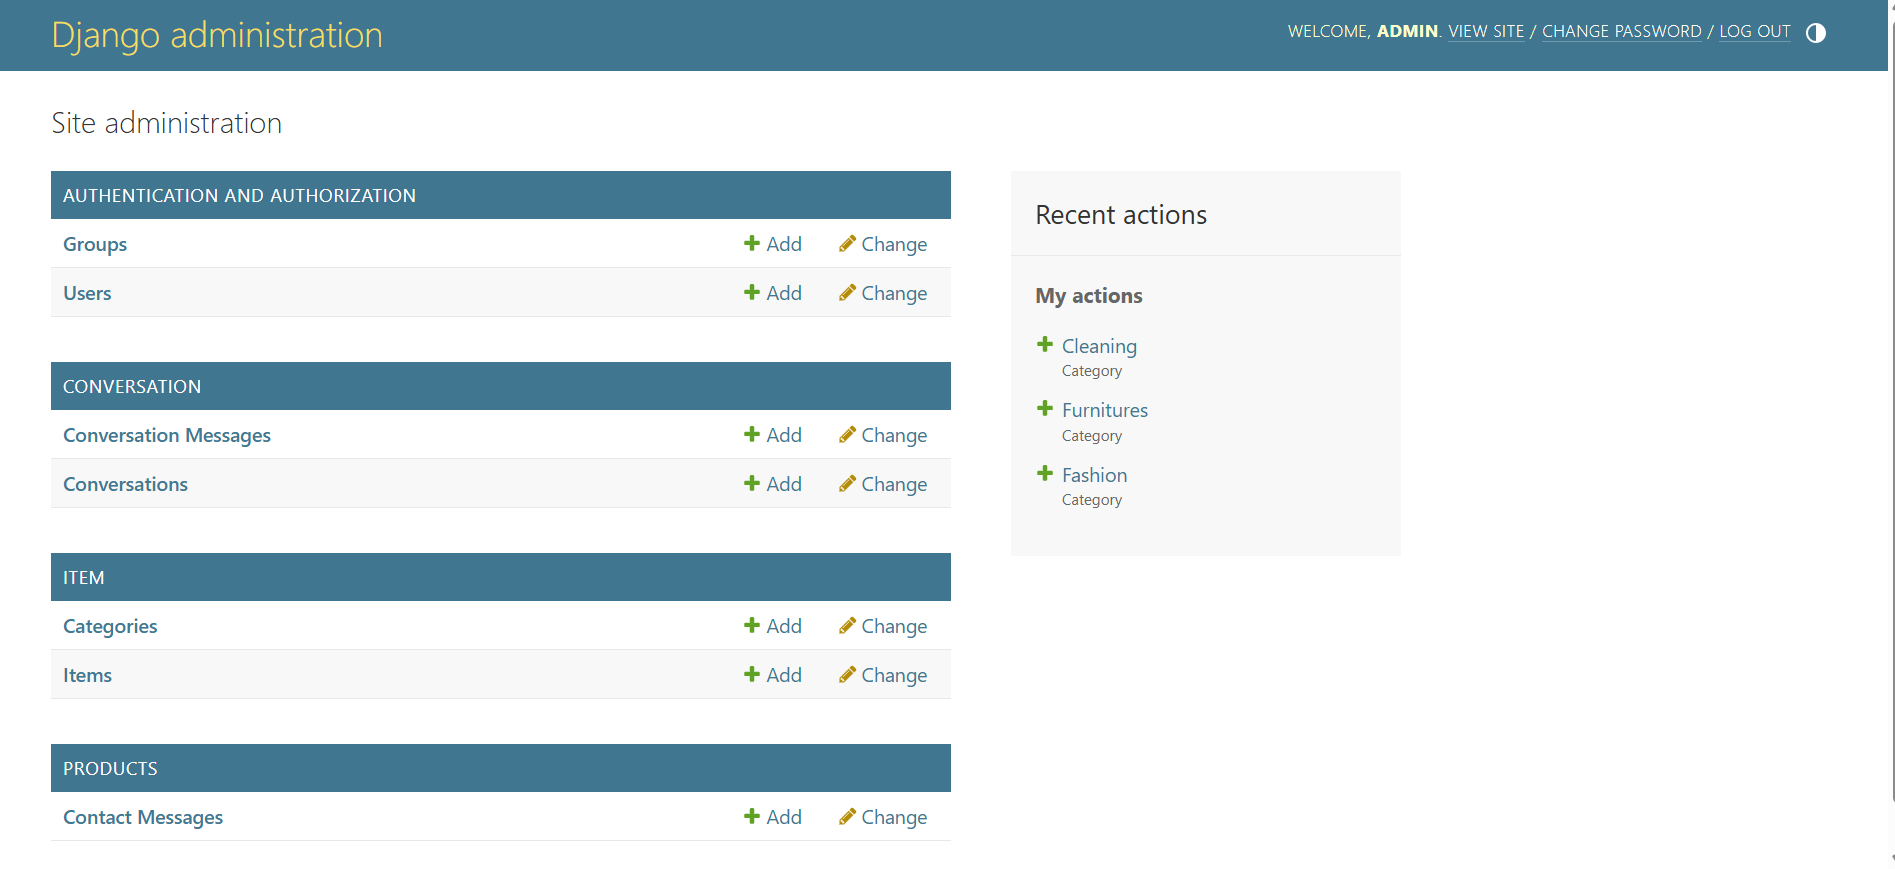 Django administration
WELCOME, ADMIN. VIEW SITE / CHANGE PASSWORD / LOG OUT
Site administration
AUTHENTICATION AND AUTHORIZATION
Groups Add Change
Users Add Change
CONVERSATION
Conversation Messages Add Change
Conversations Add Change
ITEM
Categories Add Change
Items Add Change
PRODUCTS
Contact Messages Add Change
Recent actions
My actions
Cleaning
Category
Furnitures
Category
Fashion
Category